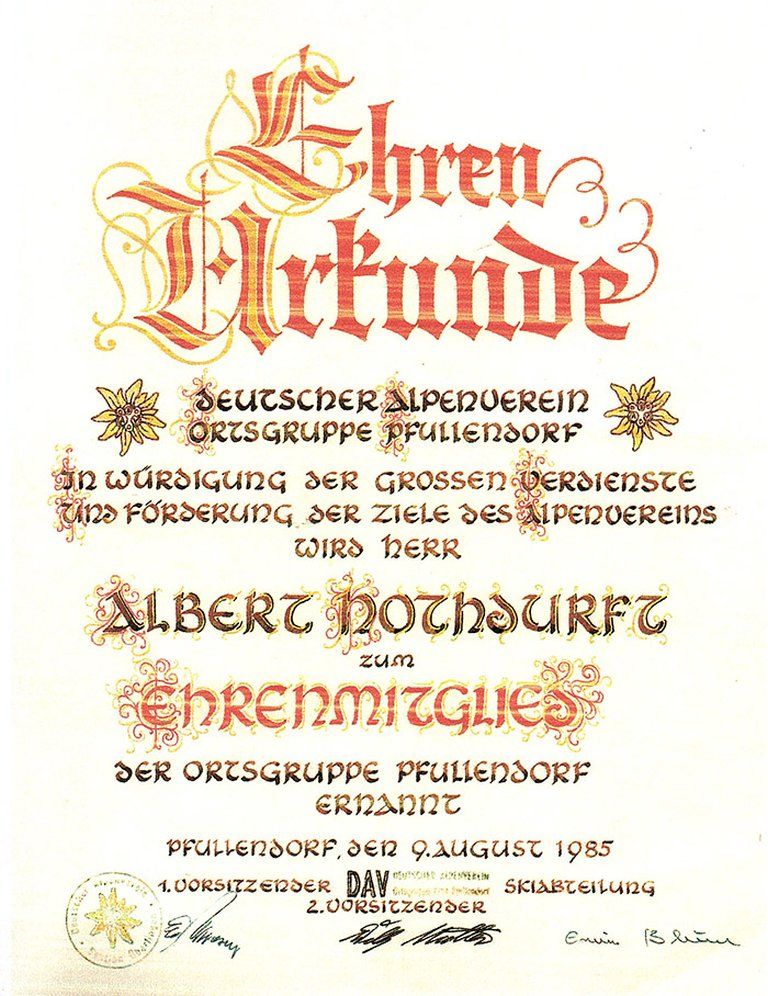 Ehren
Urkunde
Deutscher Alpenverein
Ortsgruppe Pfullendorf
In Würdigung der grossen Verdienste
und Förderung der Ziele des Alpenvereins
wird Herr
Albert Nothdurft
zum
Ehrenmitglied
der Ortsgruppe Pfullendorf
ernannt
Pfullendorf, den 9. August 1985
1. Vorsitzender DAV DEUTSCHER ALPENVEREIN Skiabteilung
2. Vorsitzender
Erwin